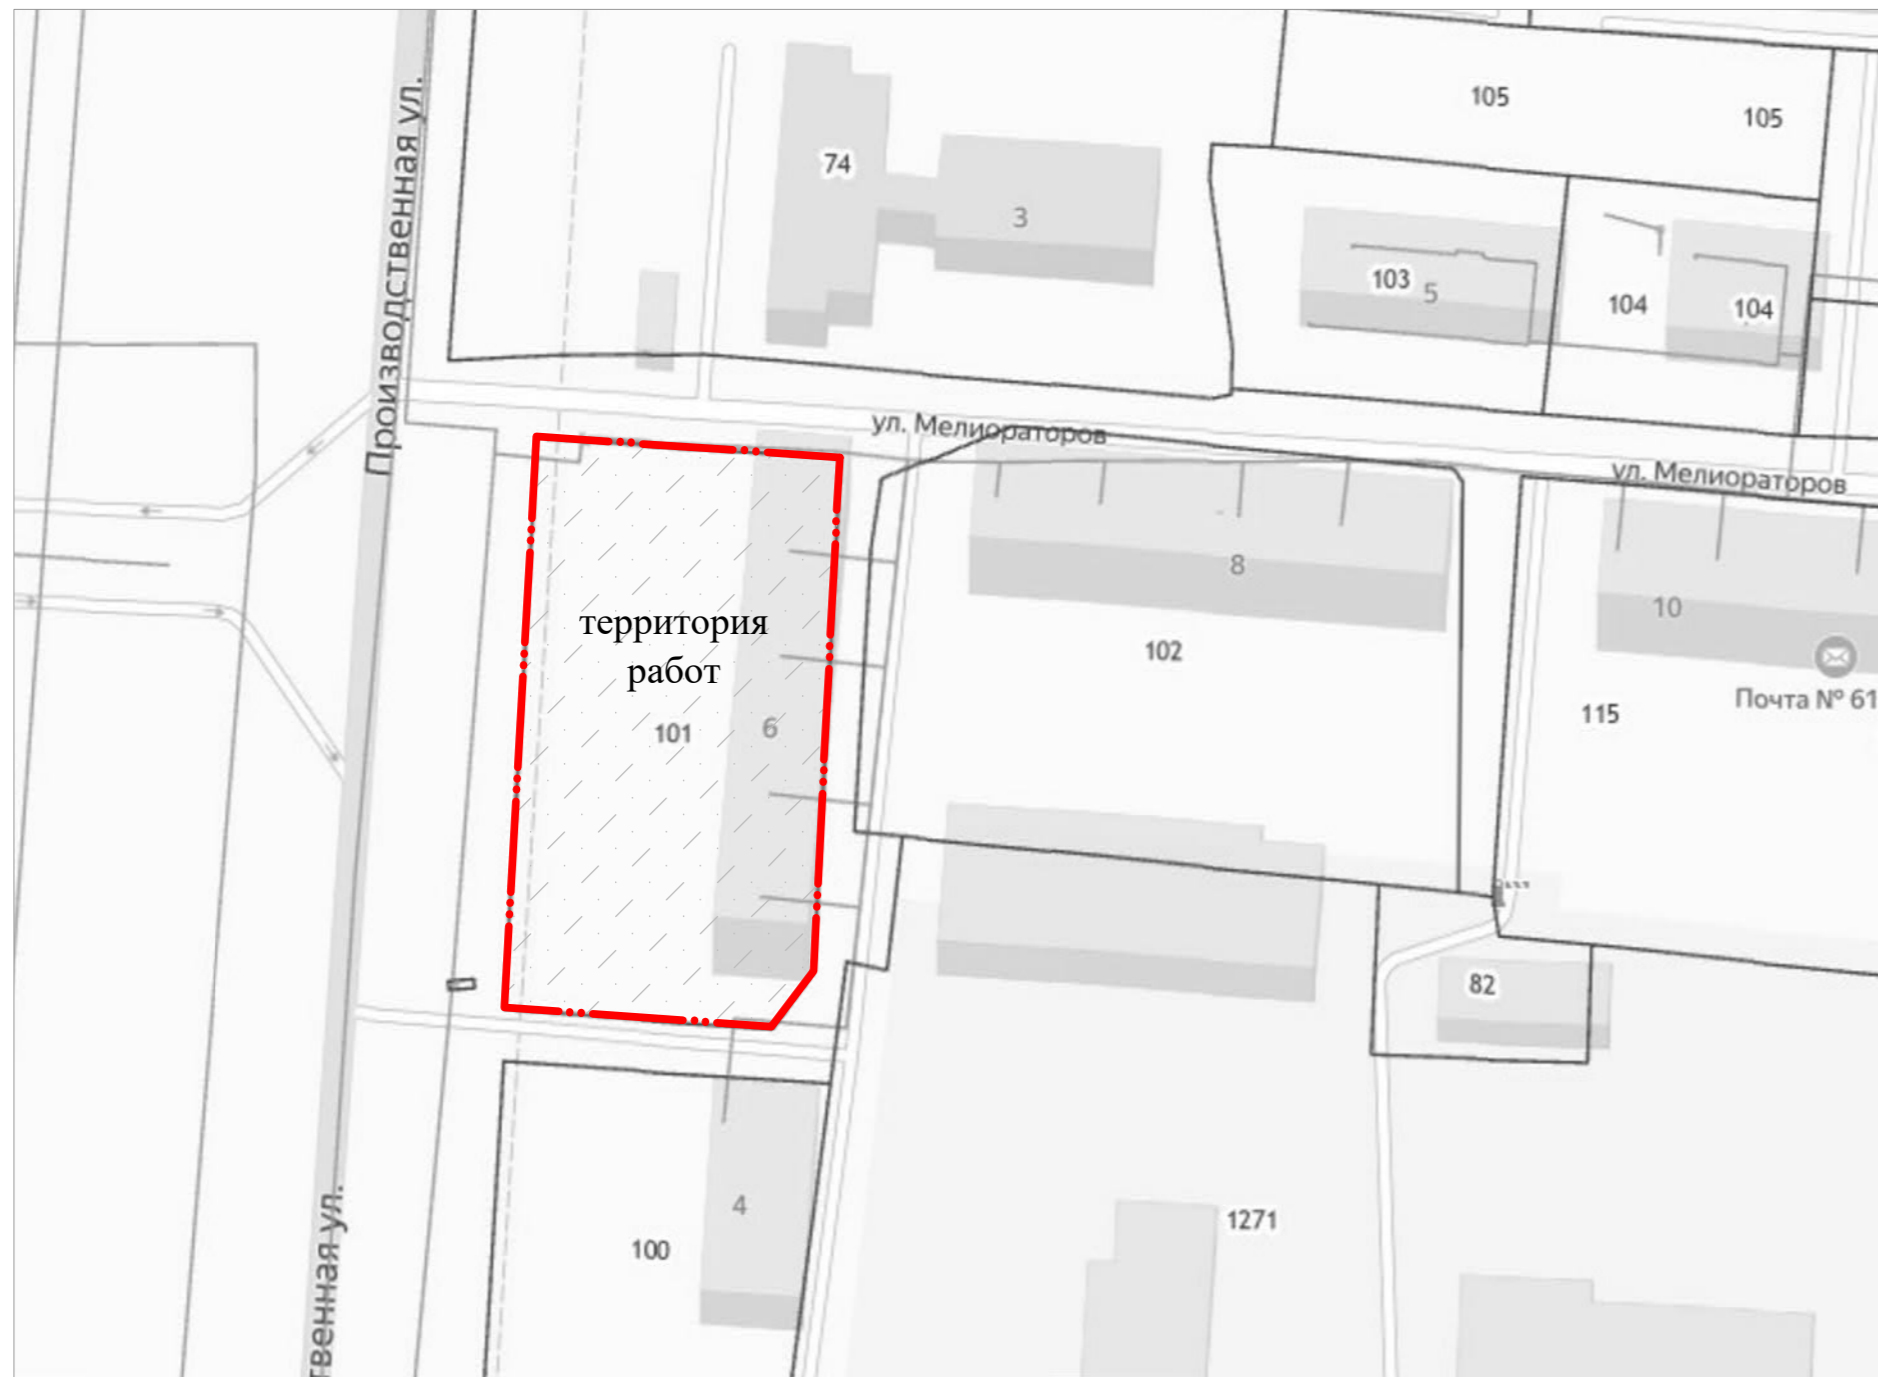 105
105
Производственная ул.
74
3
103
5
104
104
ул. Мелиораторов
ул. Мелиораторов
8
10
территория
работ
102
Почта № 61
115
101
6
82
4
100
1271
твенная ул.